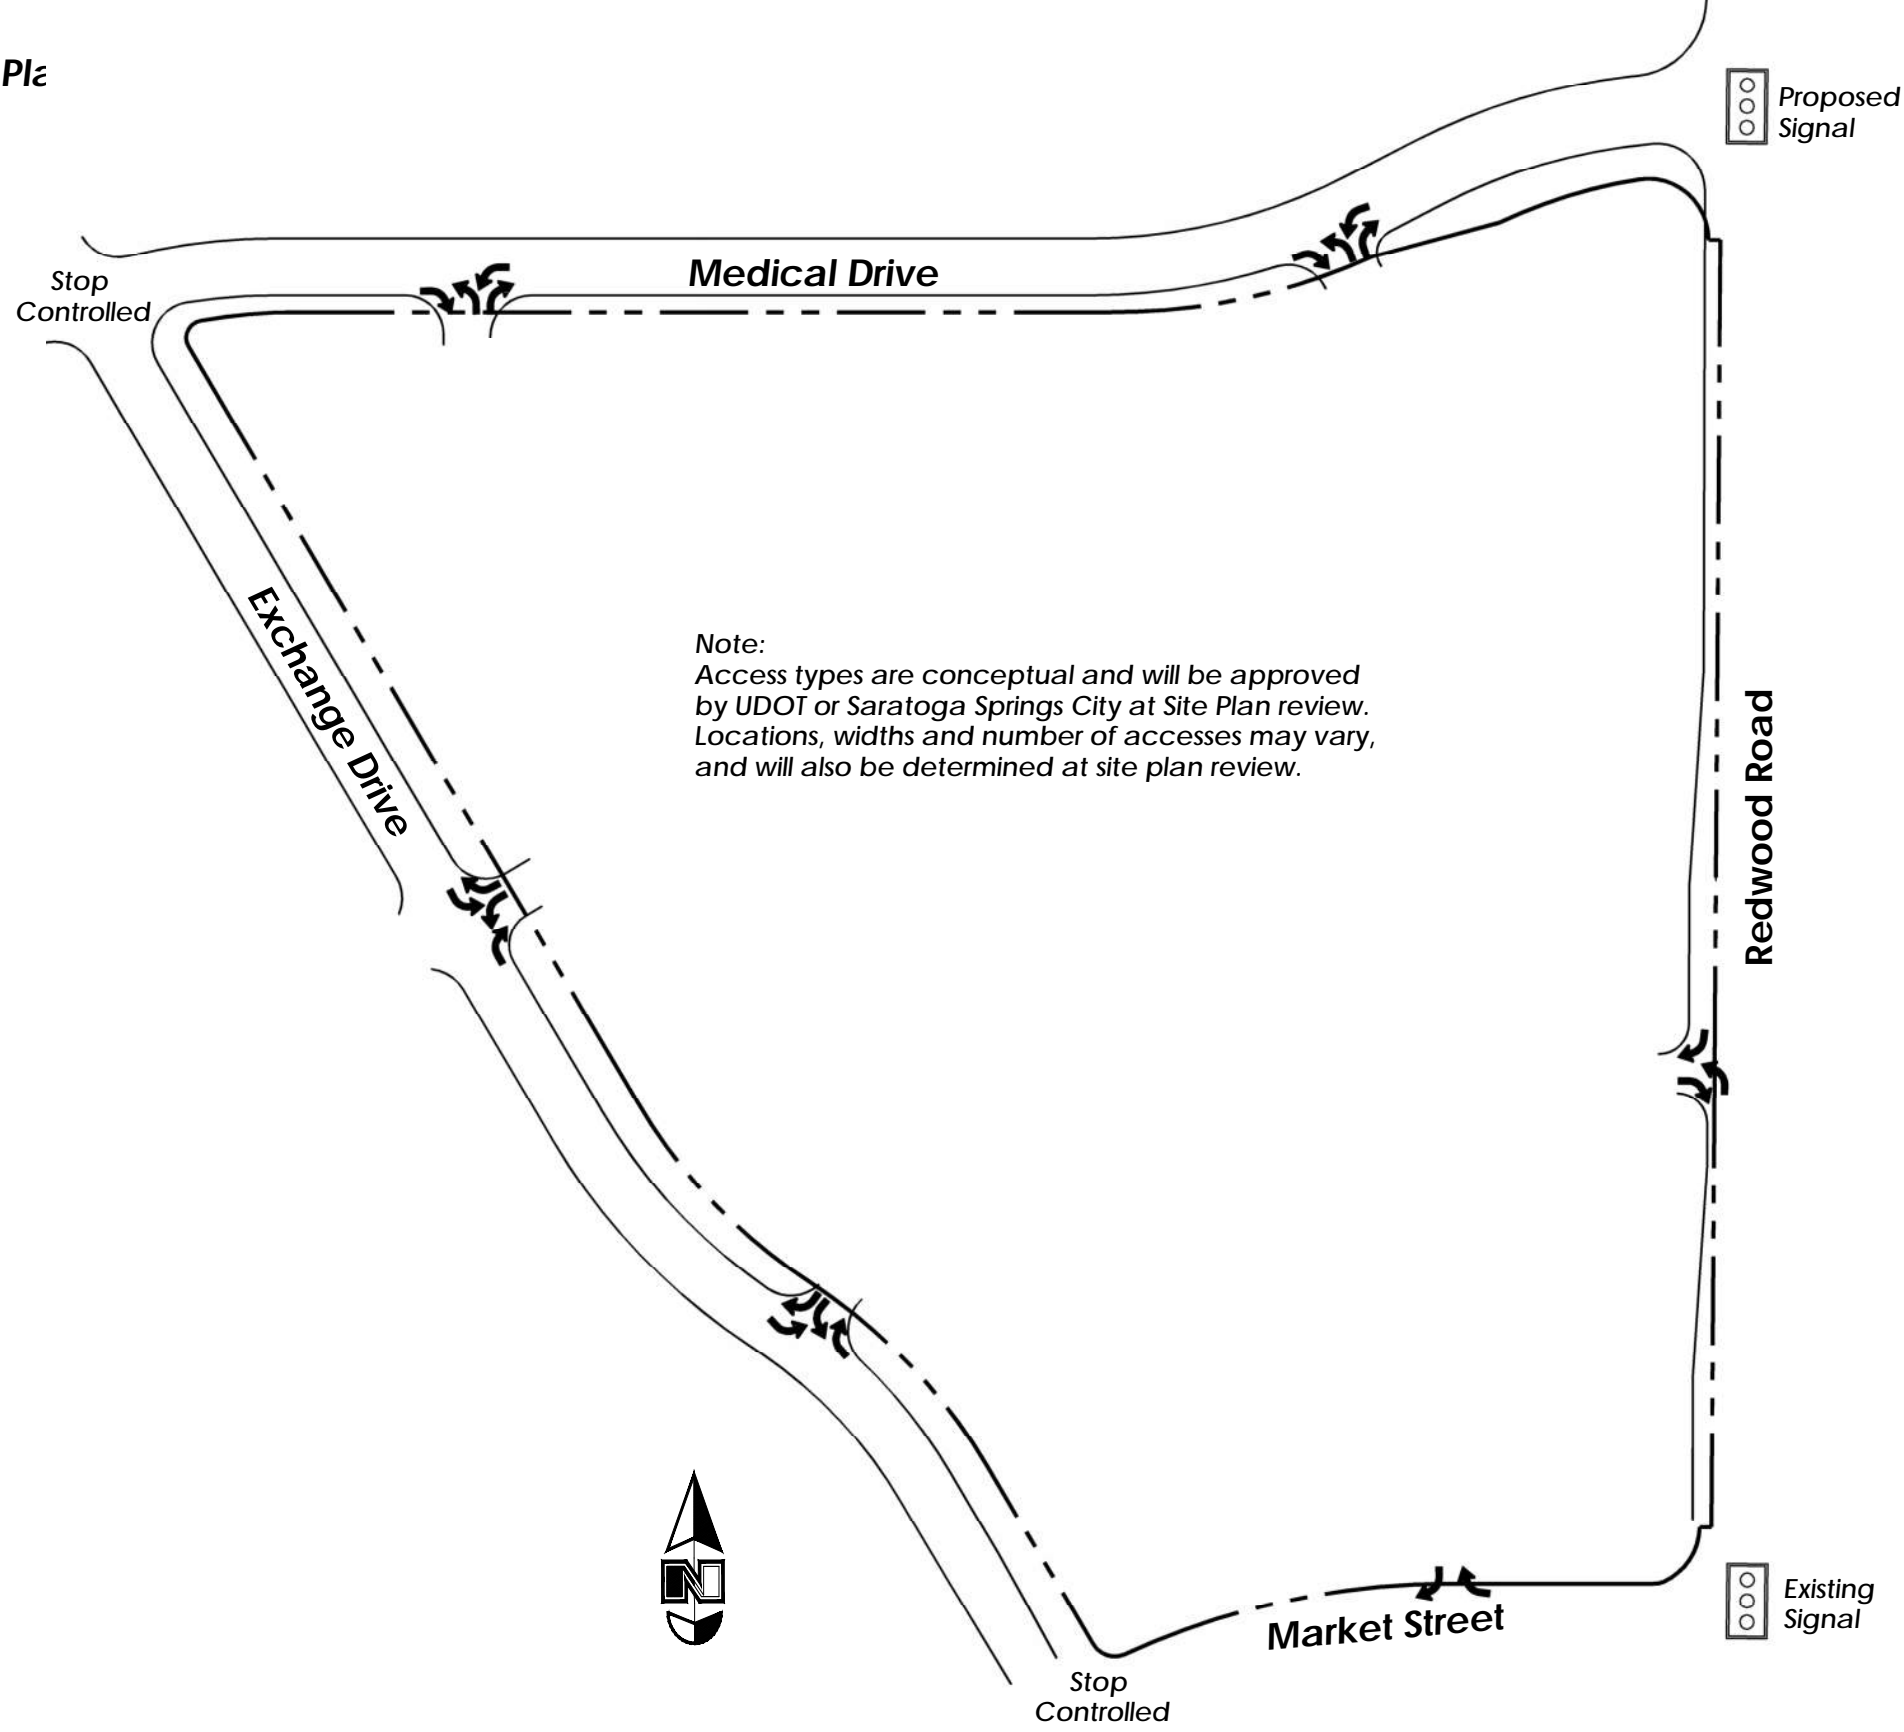 Proposed
Signal
Stop
Controlled
Medical Drive
Exchange Drive
Note:
Access types are conceptual and will be approved
by UDOT or Saratoga Springs City at Site Plan review.
Locations, widths and number of accesses may vary,
and will also be determined at site plan review.
Redwood Road
N
Market Street
Existing
Signal
Stop
Controlled